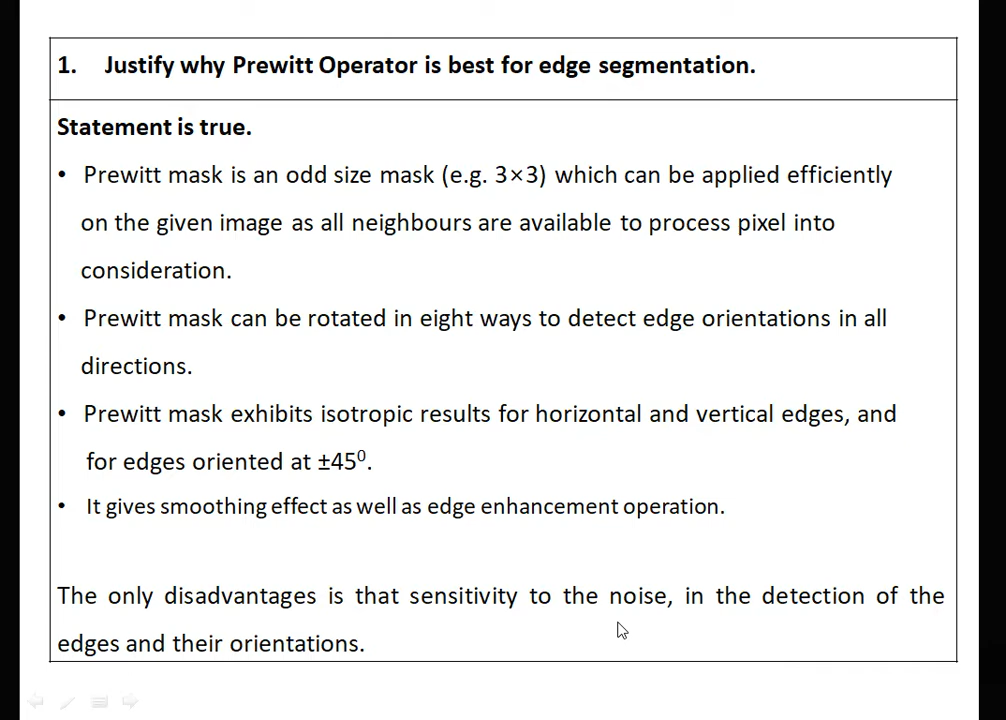 1. Justify why Prewitt Operator is best for edge segmentation.
Statement is true.
• Prewitt mask is an odd size mask (e.g. 3×3) which can be applied efficiently
on the given image as all neighbours are available to process pixel into
consideration.
• Prewitt mask can be rotated in eight ways to detect edge orientations in all
directions.
• Prewitt mask exhibits isotropic results for horizontal and vertical edges, and
for edges oriented at ±45⁰.
• It gives smoothing effect as well as edge enhancement operation.
The only disadvantages is that sensitivity to the noise, in the detection of the
edges and their orientations.